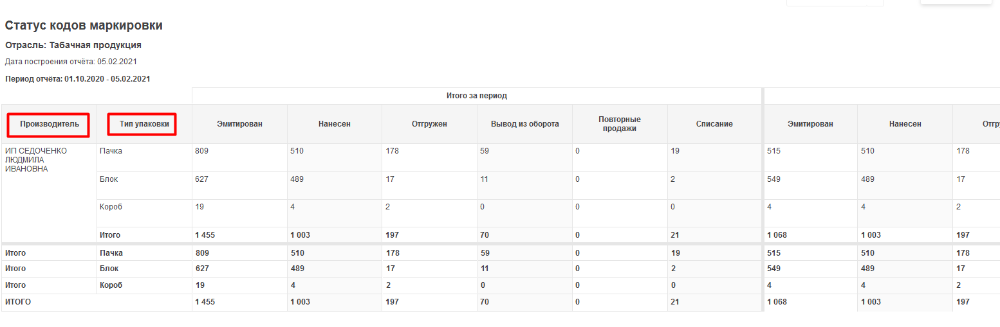 Статус кодов маркировки
Отрасль: Табачная продукция
Дата построения отчёта: 05.02.2021
Период отчёта: 01.10.2020 - 05.02.2021
Итого за период
Производитель Тип упаковки Эмитирован Нанесен Отгружен Вывод из оборота Повторные продажи Списание Эмитирован Нанесен Отгр
ИП СЕДОЧЕНКО Пачка 809 510 178 59 0 19 515 510 178
ЛЮДМИЛА
ИВАНОВНА
Блок 627 489 17 11 0 2 549 489 17
Короб 19 4 2 0 0 0 4 4 2
Итого 1 455 1 003 197 70 0 21 1 068 1 003 197
Итого Пачка 809 510 178 59 0 19 515 510 178
Итого Блок 627 489 17 11 0 2 549 489 17
Итого Короб 19 4 2 0 0 0 4 4 2
ИТОГО 1 455 1 003 197 70 0 21 1 068 1 003 197